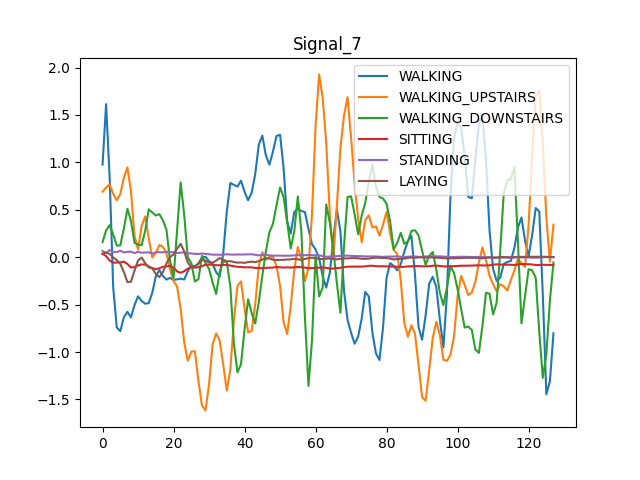 Signal_7
2.0
1.5
1.0
0.5
0.0
−0.5
−1.0
−1.5
WALKING
WALKING_UPSTAIRS
WALKING_DOWNSTAIRS
SITTING
STANDING
LAYING
0 20 40 60 80 100 120